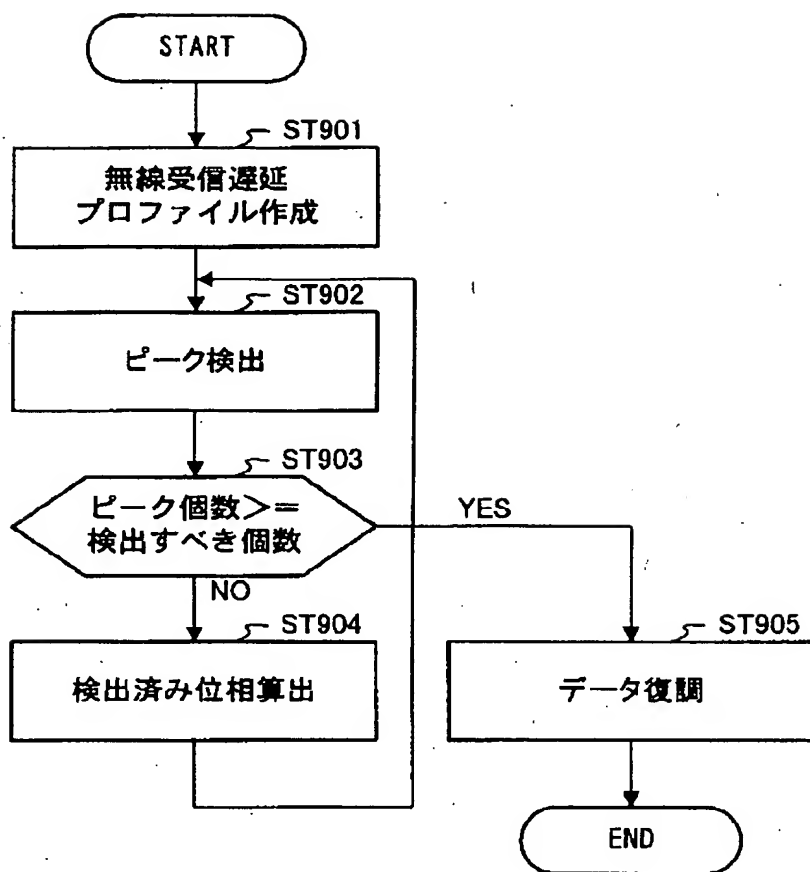 START
ST901
無線受信遅延
プロファイル作成
ST902
ピーク検出
ST903
ピーク個数>=
検出すべき個数
YES
NO
ST904
検出済み位相算出
ST905
データ復調
END